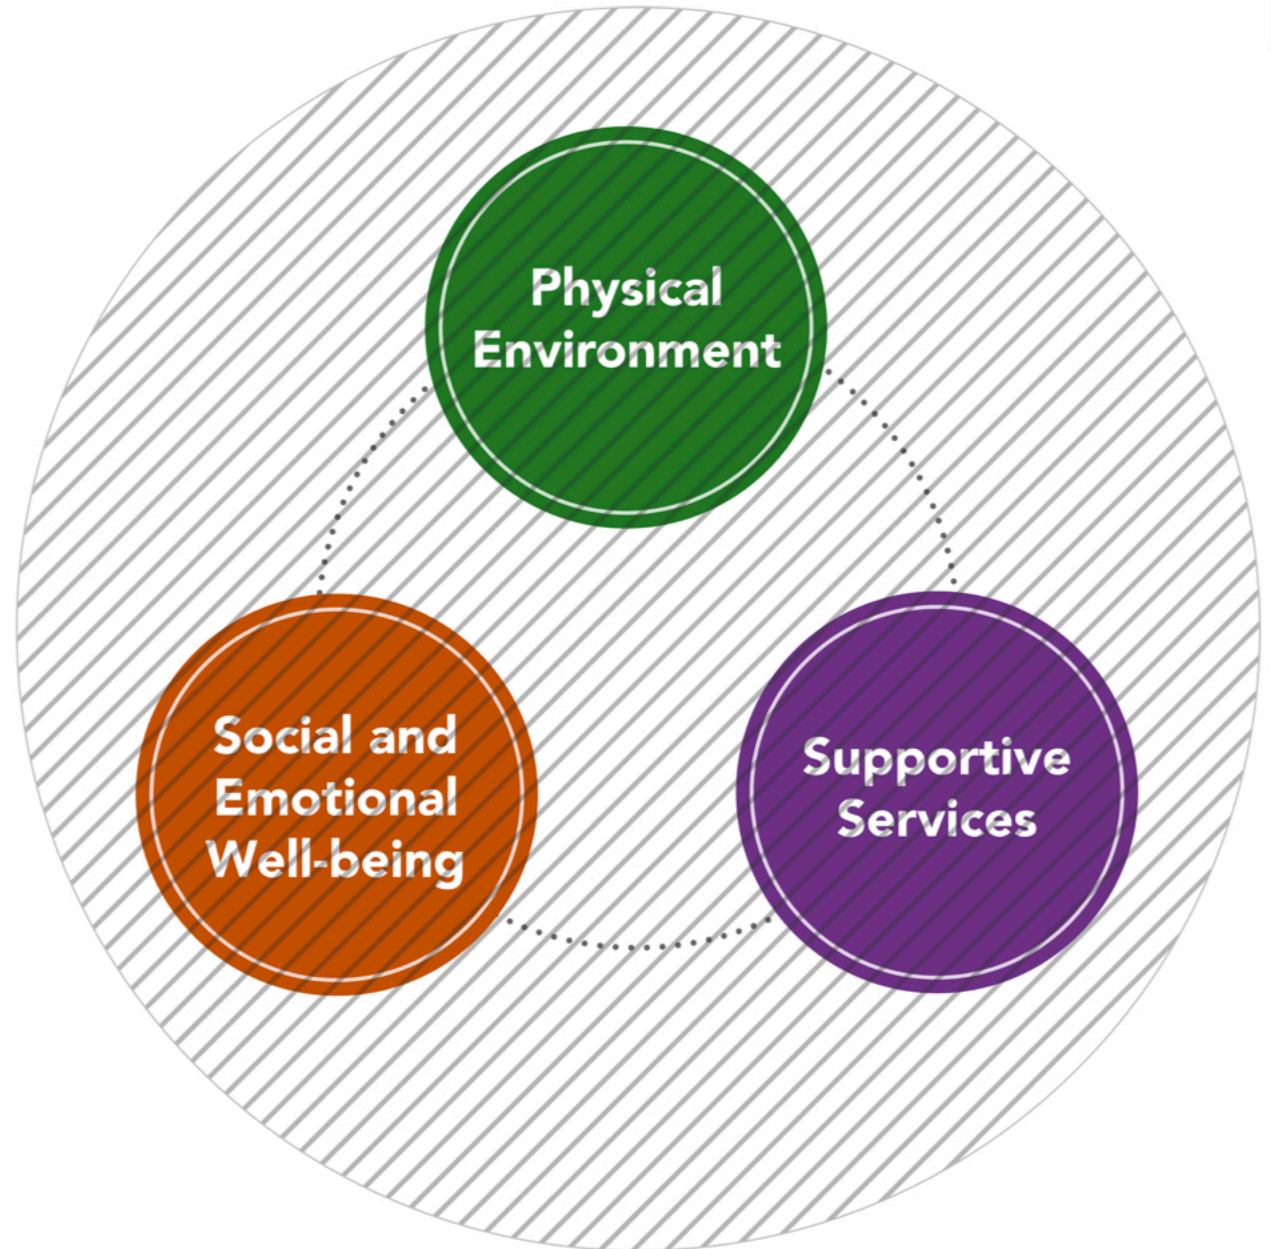 Physical
Environment
Social and
Emotional
Well-being
Supportive
Services